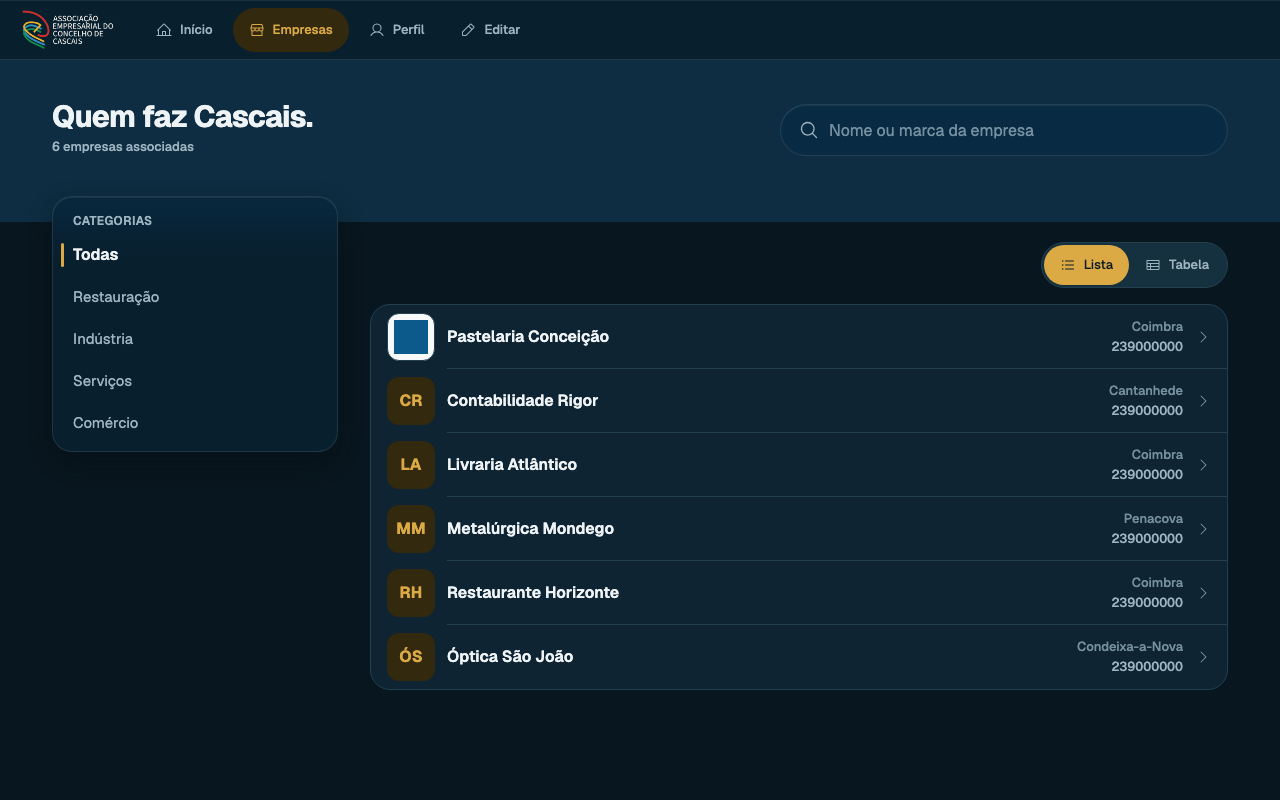 ASSOCIAÇÃO
EMPRESARIAL DO
CONCELHO DE
CASCAIS
Início
Empresas
Perfil
Editar
Quem faz Cascais.
6 empresas associadas
Nome ou marca da empresa
CATEGORIAS
Todas
Restauração
Indústria
Serviços
Comércio
Lista
Tabela
Pastelaria Conceição
Coimbra
239000000
CR
Contabilidade Rigor
Cantanhede
239000000
LA
Livraria Atlântico
Coimbra
239000000
MM
Metalúrgica Mondego
Penacova
239000000
RH
Restaurante Horizonte
Coimbra
239000000
ÓS
Óptica São João
Condeixa-a-Nova
239000000